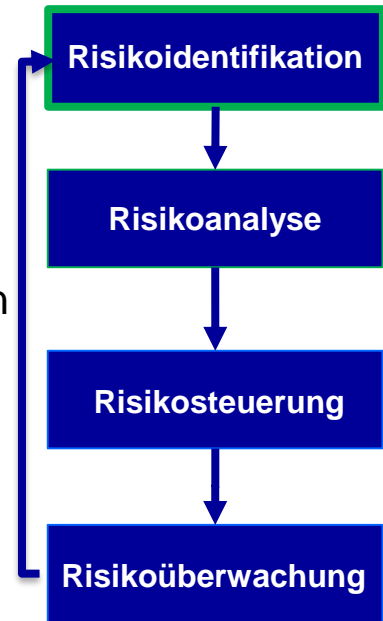 Risikoidentifikation
Risikoanalyse
n
Risikosteuerung
Risikoüberwachung